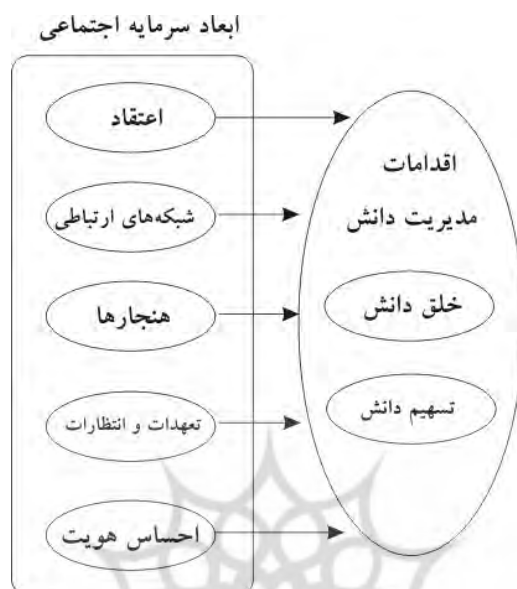 ابعاد سرمایه اجتماعی
اعتقاد
شبکه‌های ارتباطی
هنجارها
تعهدات و انتظارات
احساس هویت
اقدامات
مدیریت دانش
خلق دانش
تسهیم دانش